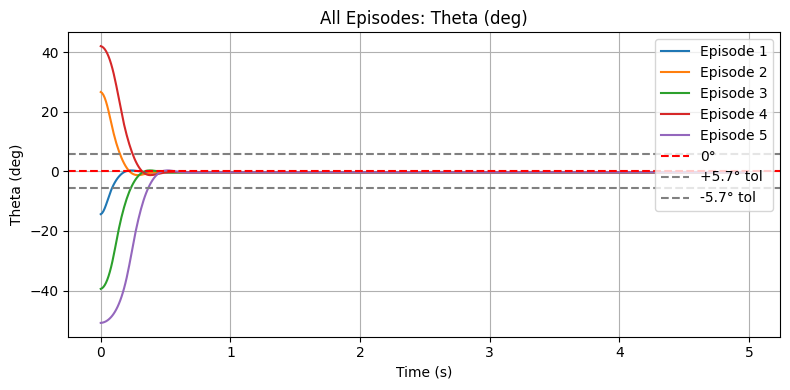 All Episodes: Theta (deg)
Theta (deg)
40
20
0
−20
−40
0
1
2
3
4
5
Time (s)
Episode 1
Episode 2
Episode 3
Episode 4
Episode 5
0°
+5.7° tol
-5.7° tol